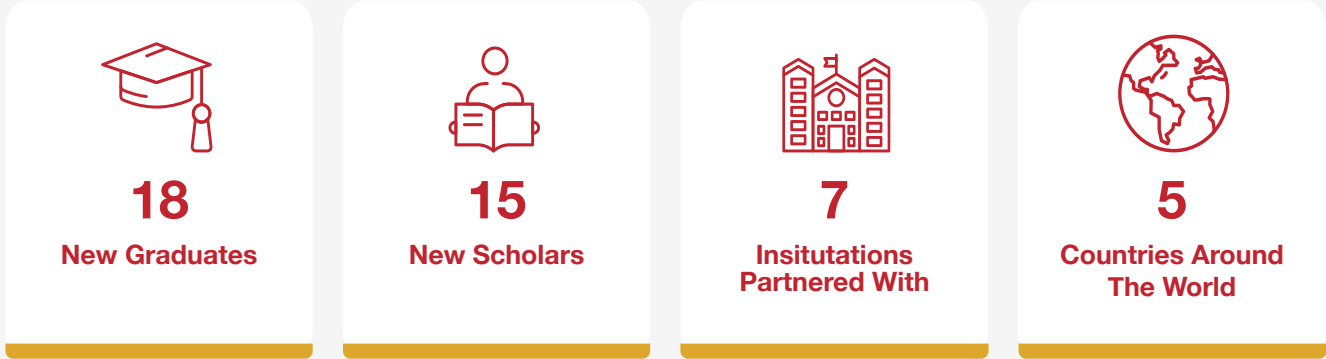 18
New Graduates
15
New Scholars
7
Insitutations
Partnered With
5
Countries Around
The World